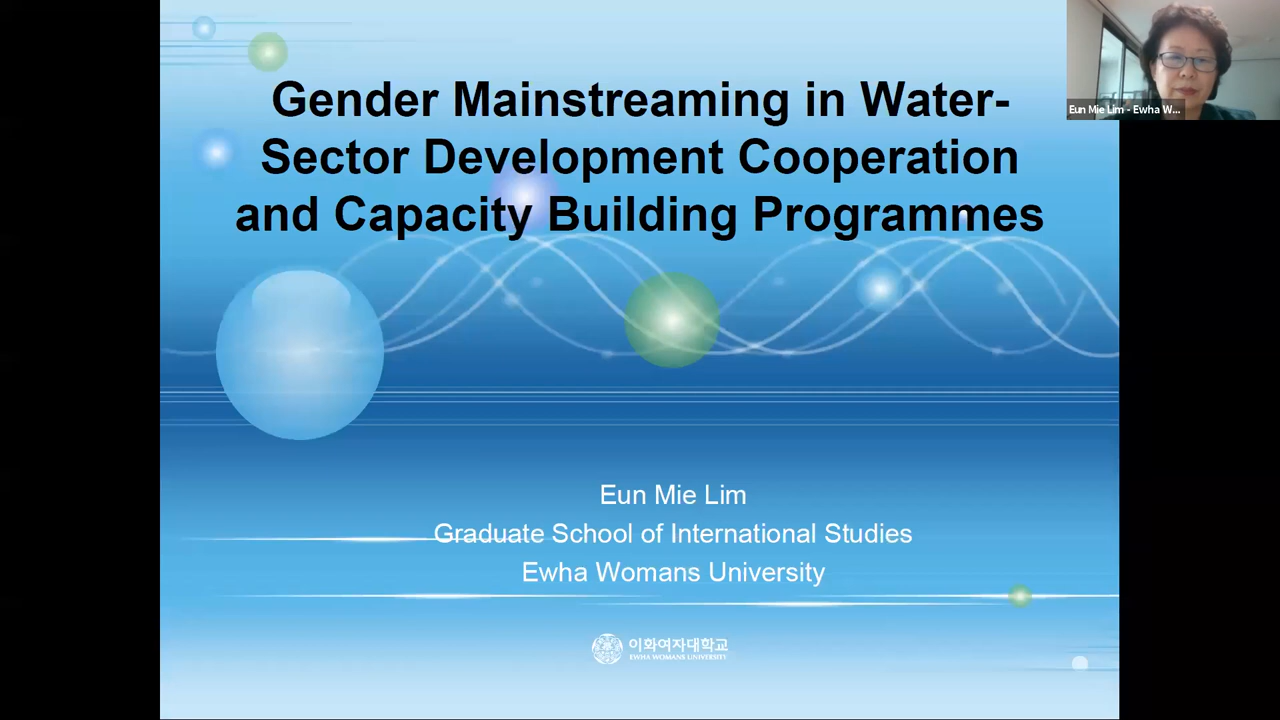 Gender Mainstreaming in Water-
Sector Development Cooperation
and Capacity Building Programmes
Eun Mie Lim - Ewha W...
Eun Mie Lim
Graduate School of International Studies
Ewha Womans University
이화여자대학교
EWHA WOMANS UNIVERSITY